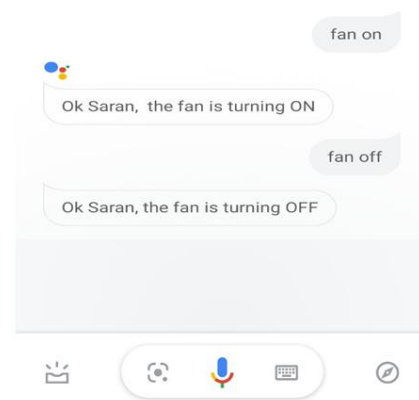 fan on
Ok Saran,  the fan is turning ON
fan off
Ok Saran, the fan is turning OFF